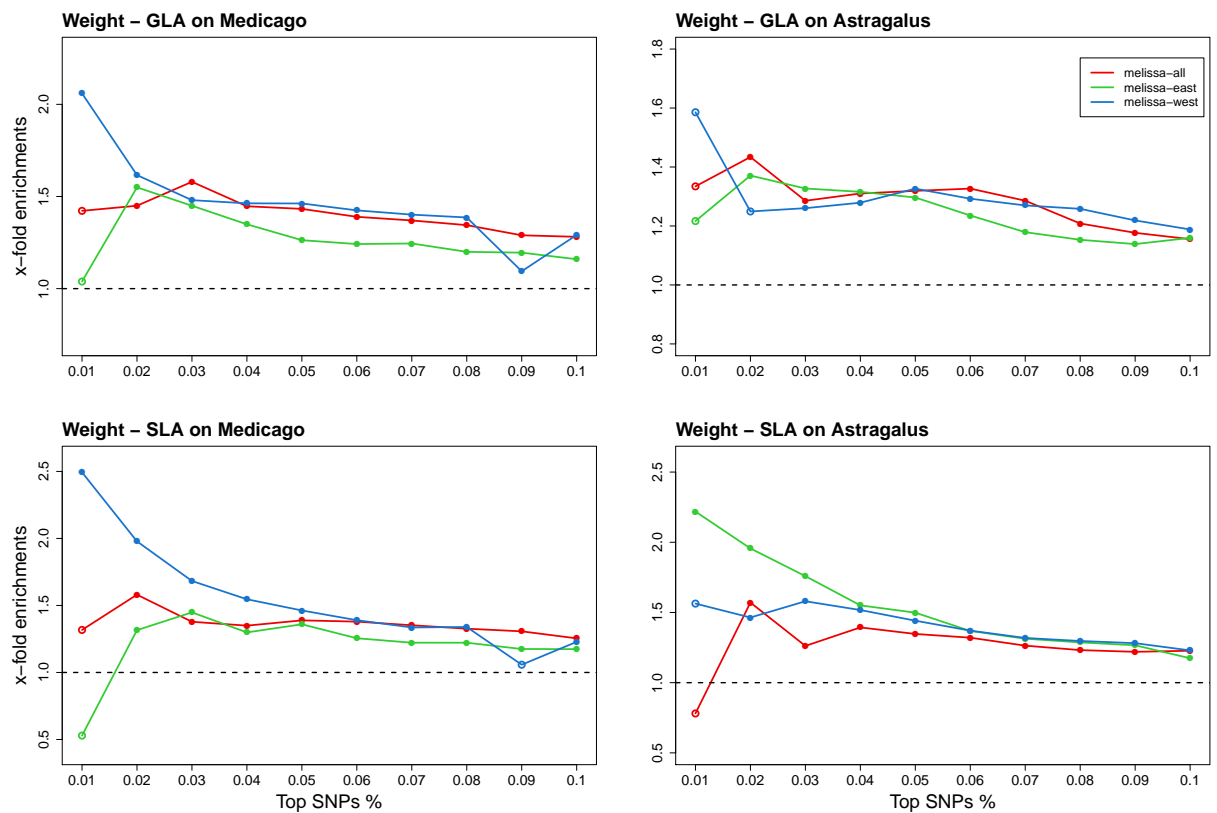 Weight − GLA on Medicago
x−fold enrichments
1.0 1.5 2.0
0.01 0.02 0.03 0.04 0.05 0.06 0.07 0.08 0.09 0.1
Weight − GLA on Astragalus
0.8 1.0 1.2 1.4 1.6 1.8
melissa−all
melissa−east
melissa−west
0.01 0.02 0.03 0.04 0.05 0.06 0.07 0.08 0.09 0.1
Weight − SLA on Medicago
x−fold enrichments
0.5 1.0 1.5 2.0 2.5
0.01 0.02 0.03 0.04 0.05 0.06 0.07 0.08 0.09 0.1
Top SNPs %
Weight − SLA on Astragalus
0.5 1.0 1.5 2.0 2.5
0.01 0.02 0.03 0.04 0.05 0.06 0.07 0.08 0.09 0.1
Top SNPs %